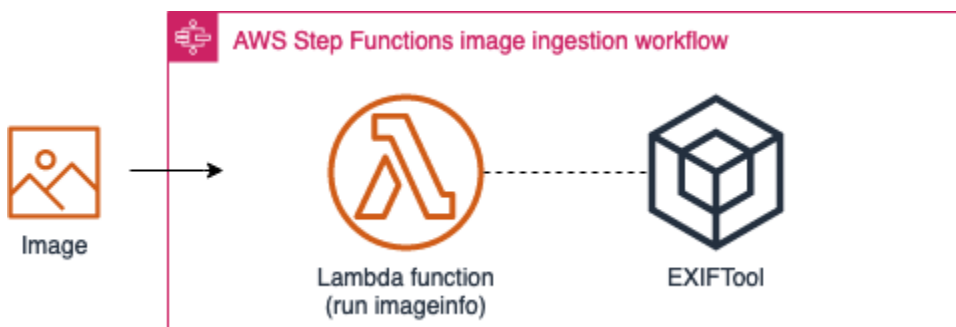 AWS Step Functions image ingestion workflow
Image
Lambda function
(run imageinfo)
EXIFTool